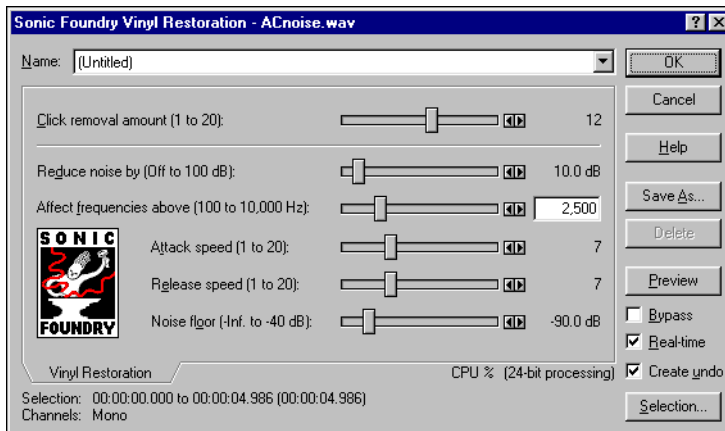 Sonic Foundry Vinyl Restoration - ACnoise.wav
Name: (Untitled)
OK
Click removal amount (1 to 20): 12
Cancel
Help
Reduce noise by (Off to 100 dB): 10.0 dB
Affect frequencies above (100 to 10,000 Hz): 2,500
Save As...
SONIC
FOUNDRY
Attack speed (1 to 20): 7
Delete
Release speed (1 to 20): 7
Preview
Noise floor (-Inf. to -40 dB): -90.0 dB
Bypass
Real-time
Vinyl Restoration
CPU % (24-bit processing)
Create undo
Selection: 00:00:00.000 to 00:00:04.986 (00:00:04.986)
Channels: Mono
Selection...